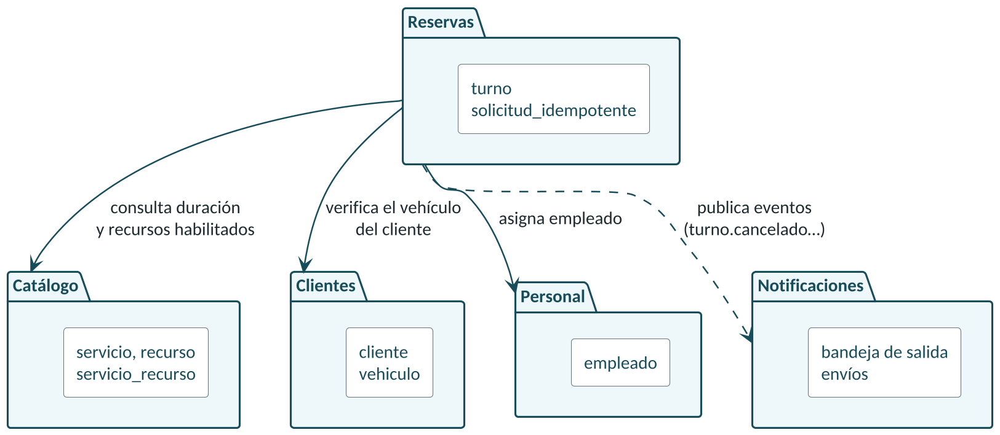 Reservas
turno
solicitud_idempotente
consulta duración
y recursos habilitados
verifica el vehículo
del cliente
asigna empleado
publica eventos
(turno.cancelado...)
Catálogo
servicio, recurso
servicio_recurso
Clientes
cliente
vehiculo
Personal
empleado
Notificaciones
bandeja de salida
envíos